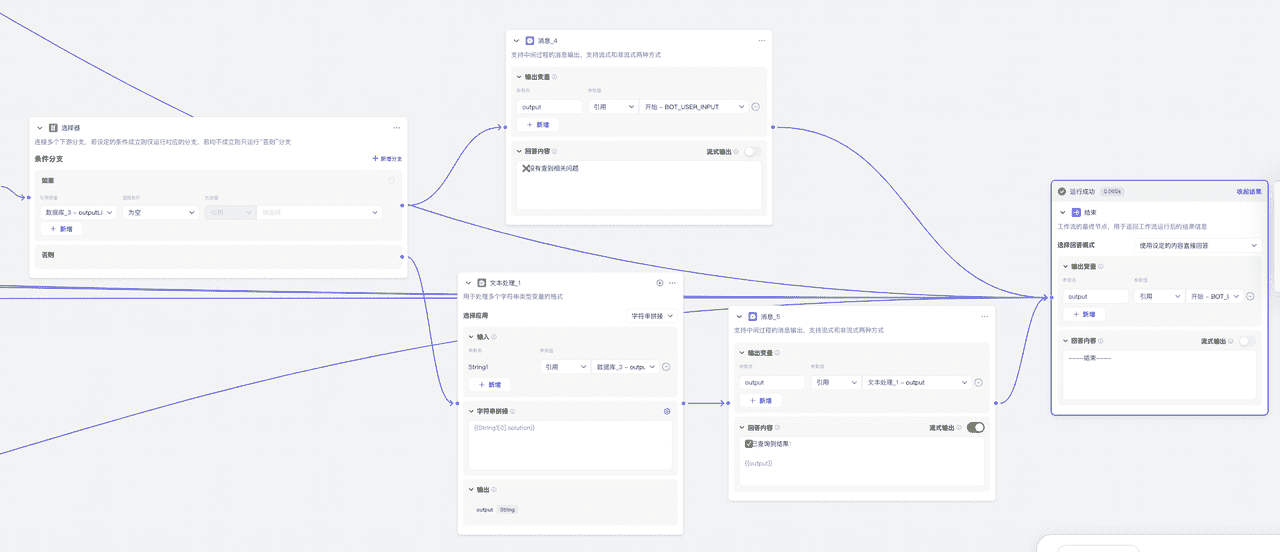 选择器
连接多个下游分支，若设定的条件成立则仅运行对应的分支，若均不成立则只运行“否则”分支
条件分支
新增分支
如果
引用变量
选择条件
比较值
数据库_3 - outputLi
为空
引用
请选择
新增
否则
消息_4
支持中间过程的消息输出，支持流式和非流式两种方式
输出变量
参数名
参数值
output
引用
开始 - BOT_USER_INPUT
新增
回答内容
流式输出
❌没有查到相关问题
文本处理_1
用于处理多个字符串类型变量的格式
选择应用
字符串拼接
输入
参数名
参数值
String1
引用
数据库_3 - outpu
新增
字符串拼接
{{String1[0].solution}}
输出
output
String
消息_5
支持中间过程的消息输出，支持流式和非流式两种方式
输出变量
参数名
参数值
output
引用
文本处理_1 - output
新增
回答内容
流式输出
已查询到结果：
{{output}}
运行成功
收起结果
结束
工作流的最终节点，用于返回工作流运行后的结果信息
选择回答模式
使用设定的内容直接回答
输出变量
参数名
参数值
output
引用
开始 - BOT_U
新增
回答内容
流式输出
----结束----